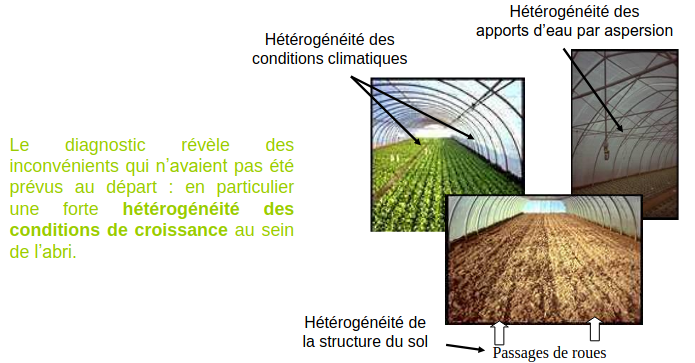 Hétérogénéité des
apports d'eau par aspersion
Hétérogénéité des
conditions climatiques
Le diagnostic révèle des
inconvénients qui n'avaient pas été
prévus au départ : en particulier
une forte hétérogénéité des
conditions de croissance au sein
de l'abri.
Hétérogénéité de
la structure du sol
Passages de roues